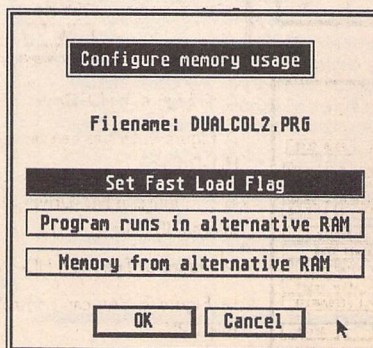 Configure memory usage
Filename: DUALCOL2.PRG
Set Fast Load Flag
Program runs in alternative RAM
Memory from alternative RAM
OK Cancel